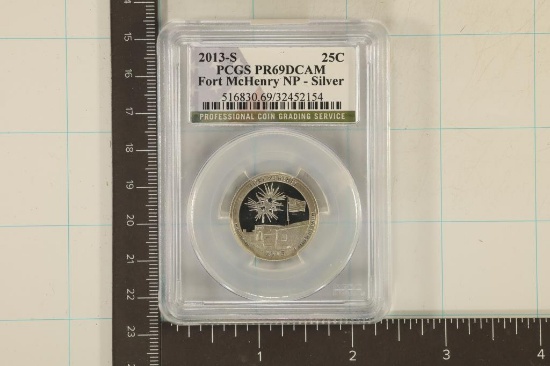 2013-S 25C
PCGS PR69DCAM
Fort McHenry NP - Silver
516830.69/32452154
PROFESSIONAL COIN GRADING SERVICE
14
15
16
17
18
19
20
21
22
23
1 2 3 4